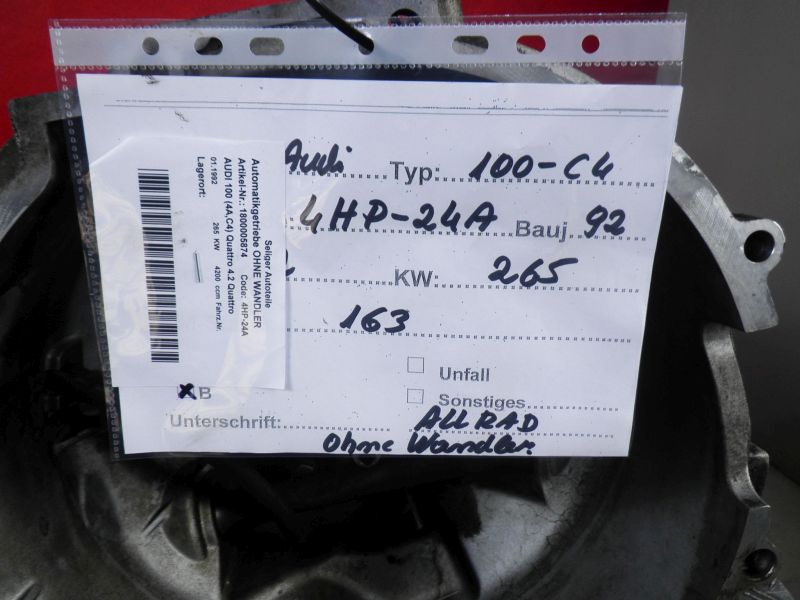 Audi Typ: 100-C4
4HP-24A Bauj. 92
KW: 265
163
Unfall
Sonstiges
XB
Unterschrift: ALLRAD
Ohne Wandler.
Seliger Autoteile
Automatikgetriebe OHNE WANDLER
Artikel-Nr.: 1800005874 Code: 4HP-24A
AUDI 100 (4A,C4) Quattro 4.2 Quattro
01.1992 265 KW 4200 ccm Fahrz.Nr.
Lagerort: